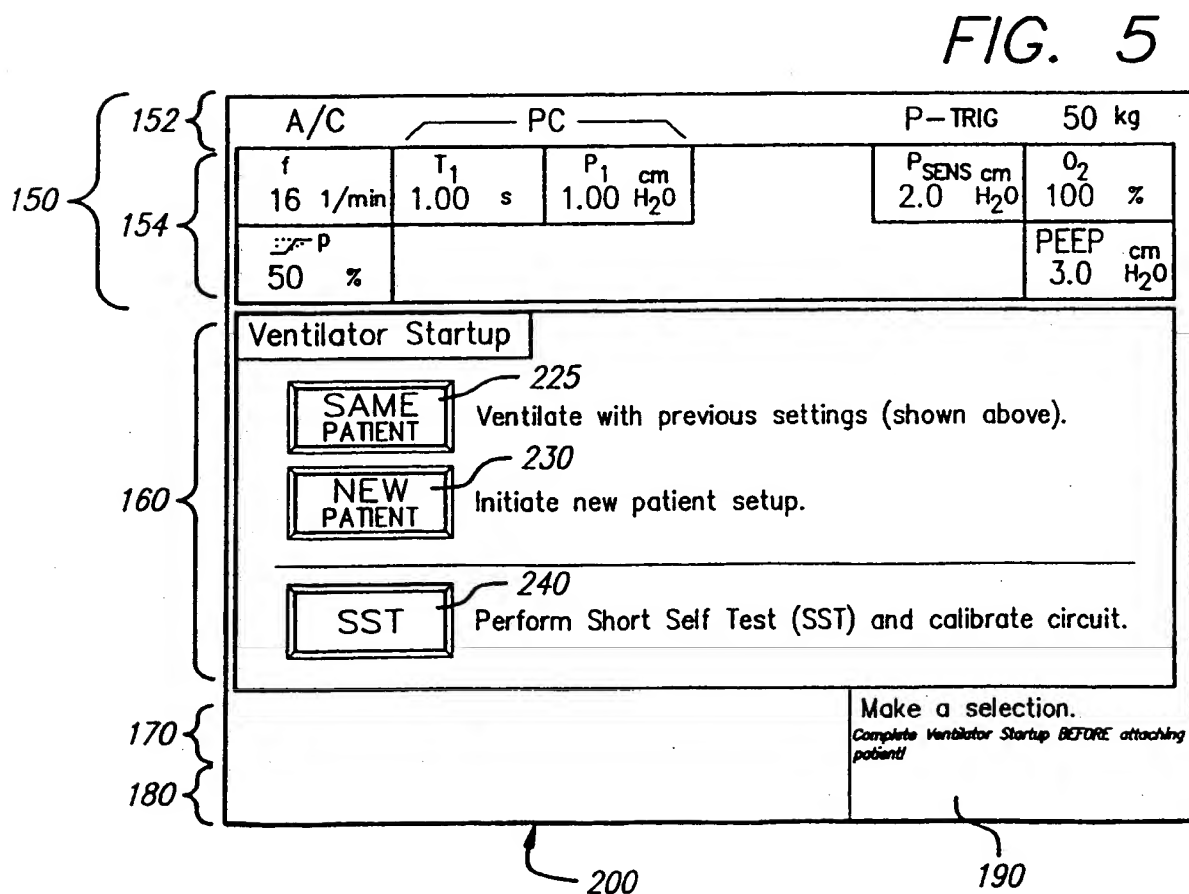 FIG. 5
150
152
A/C
PC
P-TRIG
50 kg
154
f
16 1/min
T1
1.00 s
P1
1.00 cm H2O
PSENS
2.0 cm H2O
O2
100 %
P
50 %
PEEP
3.0 cm H2O
160
Ventilator Startup
225
SAME
PATIENT
Ventilate with previous settings (shown above).
230
NEW
PATIENT
Initiate new patient setup.
240
SST
Perform Short Self Test (SST) and calibrate circuit.
170
180
Make a selection.
Complete Ventilator Startup BEFORE attaching
patient!
200
190